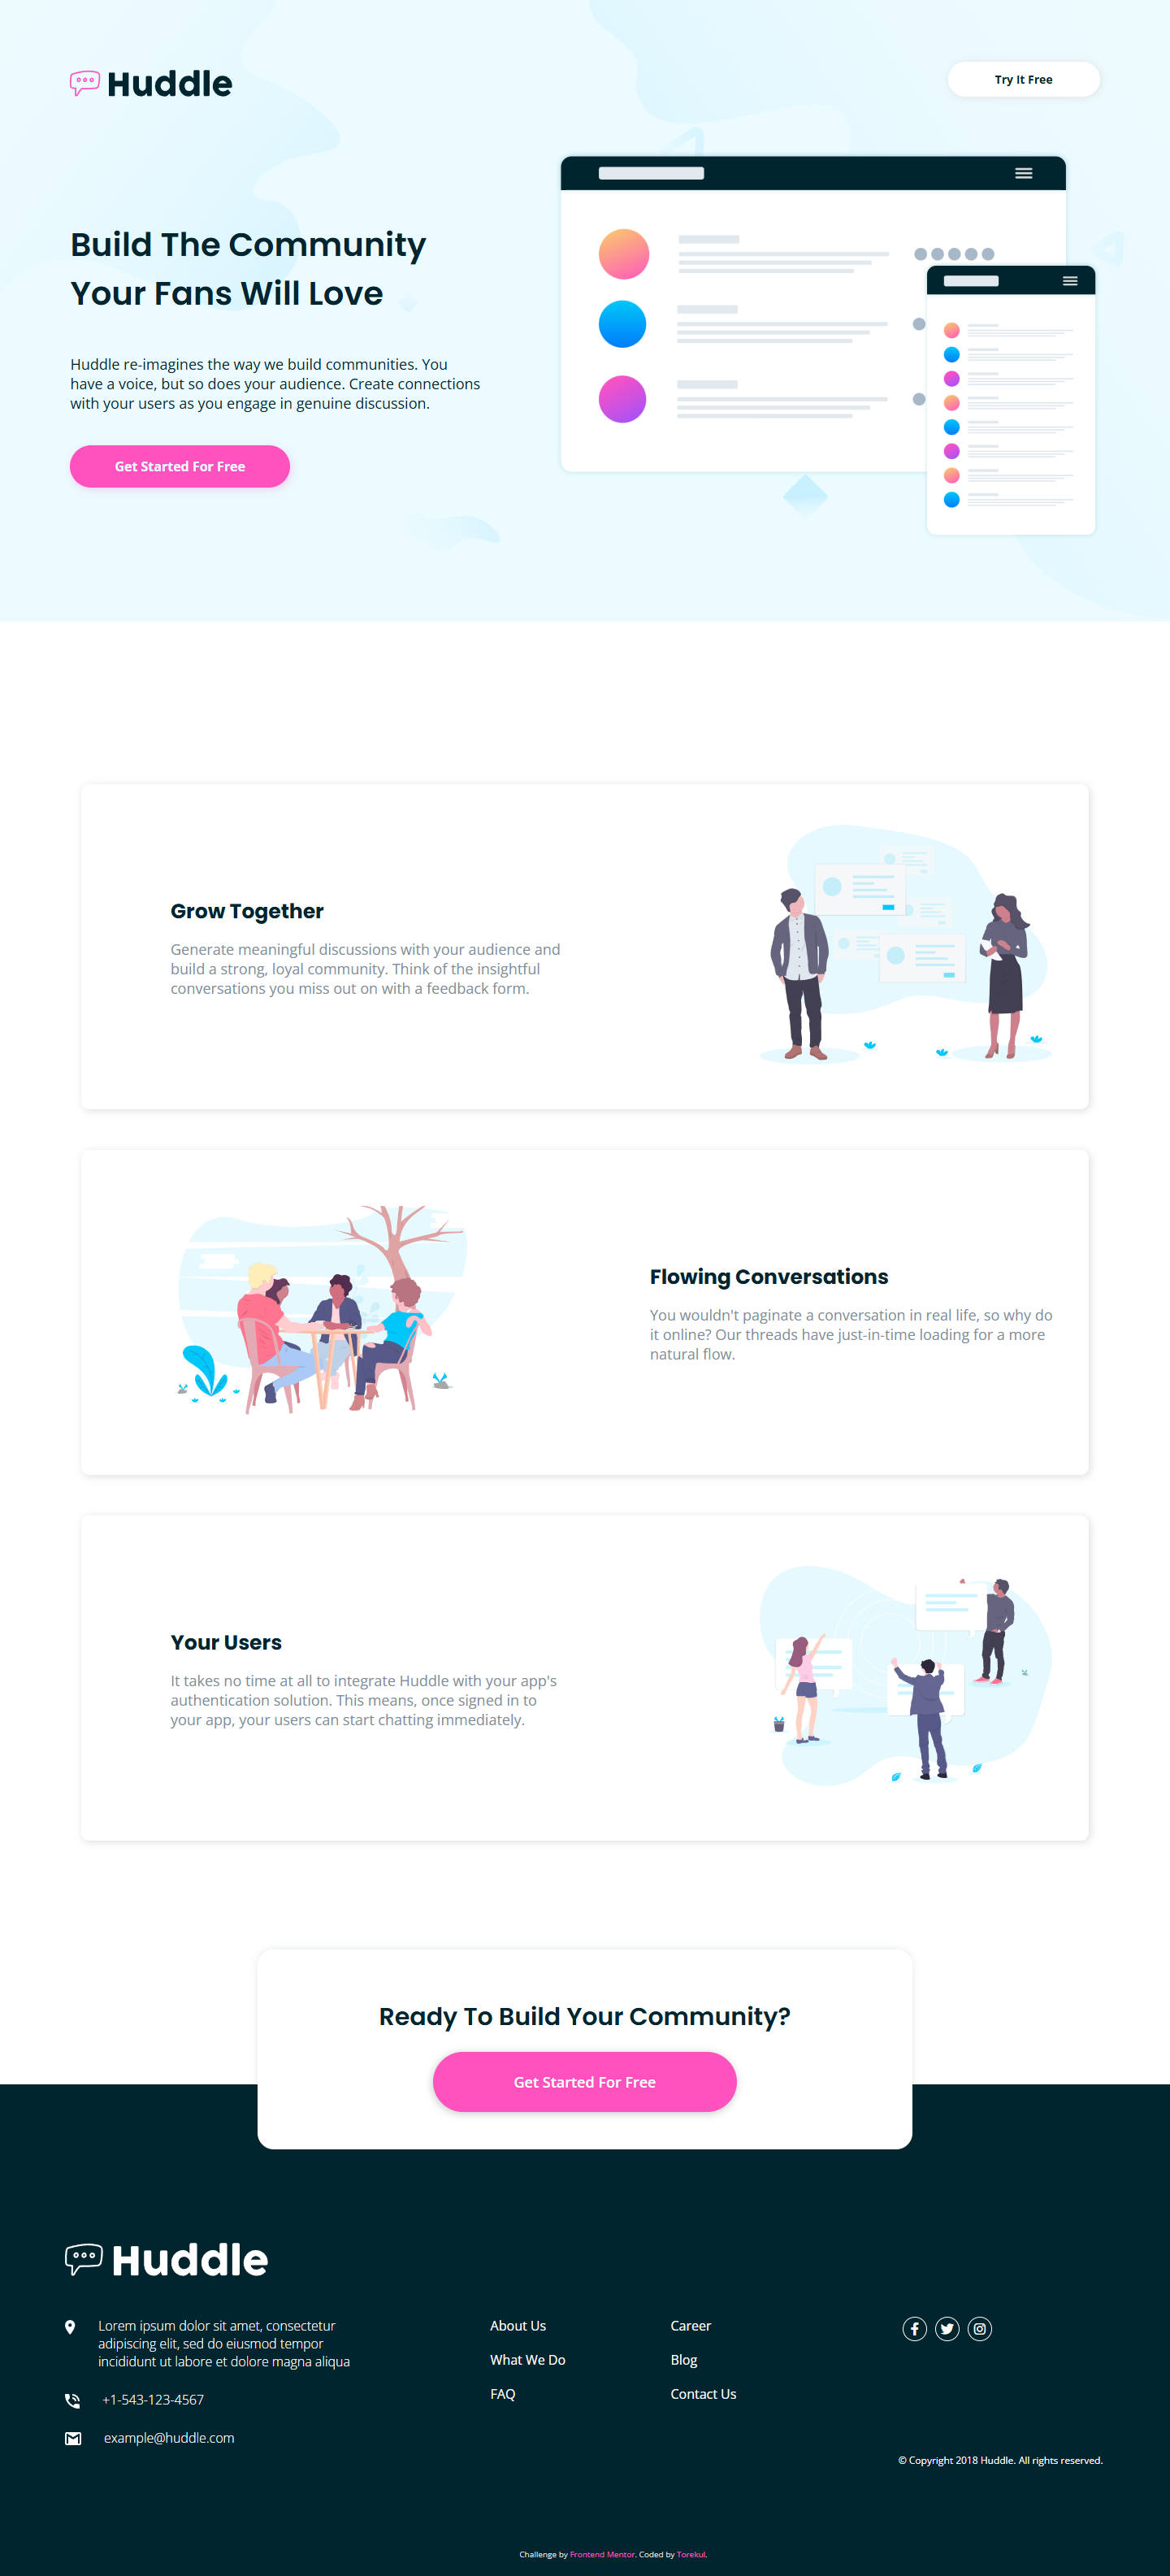 Huddle
Try It Free
Build The Community
Your Fans Will Love
Huddle re-imagines the way we build communities. You
have a voice, but so does your audience. Create connections
with your users as you engage in genuine discussion.
Get Started For Free
Grow Together
Generate meaningful discussions with your audience and
build a strong, loyal community. Think of the insightful
conversations you miss out on with a feedback form.
Flowing Conversations
You wouldn't paginate a conversation in real life, so why do
it online? Our threads have just-in-time loading for a more
natural flow.
Your Users
It takes no time at all to integrate Huddle with your app's
authentication solution. This means, once signed in to
your app, your users can start chatting immediately.
Ready To Build Your Community?
Get Started For Free
Huddle
Lorem ipsum dolor sit amet, consectetur
adipiscing elit, sed do eiusmod tempor
incididunt ut labore et dolore magna aliqua
+1-543-123-4567
example@huddle.com
About Us
What We Do
FAQ
Career
Blog
Contact Us
© Copyright 2018 Huddle. All rights reserved.
Challenge by Frontend Mentor. Coded by Torekul.